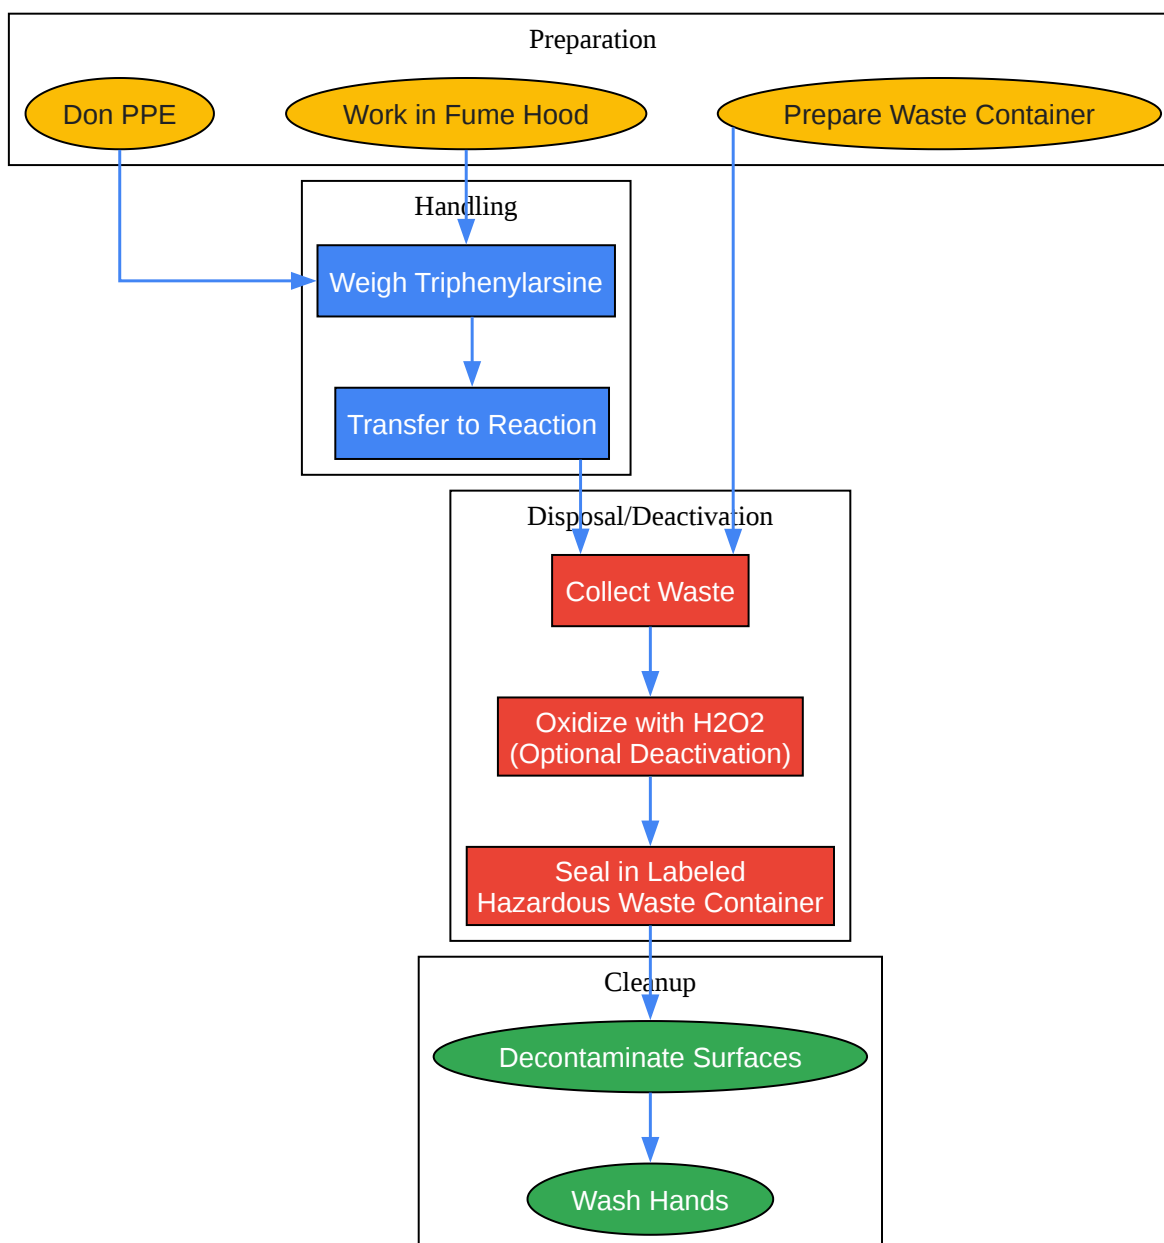 Preparation
Don PPE
Work in Fume Hood
Prepare Waste Container
Handling
Weigh Triphenylarsine
Transfer to Reaction
Disposal/Deactivation
Collect Waste
Oxidize with H2O2
(Optional Deactivation)
Seal in Labeled
Hazardous Waste Container
Cleanup
Decontaminate Surfaces
Wash Hands